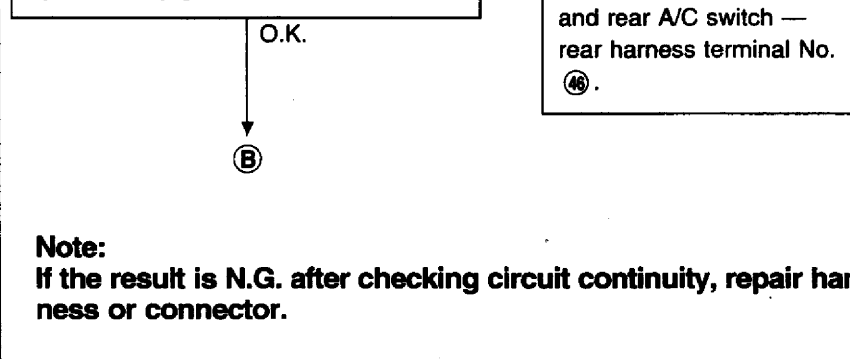 O.K.
and rear A/C switch —
rear harness terminal No.
㊻ .
Ⓑ
Note:
If the result is N.G. after checking circuit continuity, repair har
ness or connector.